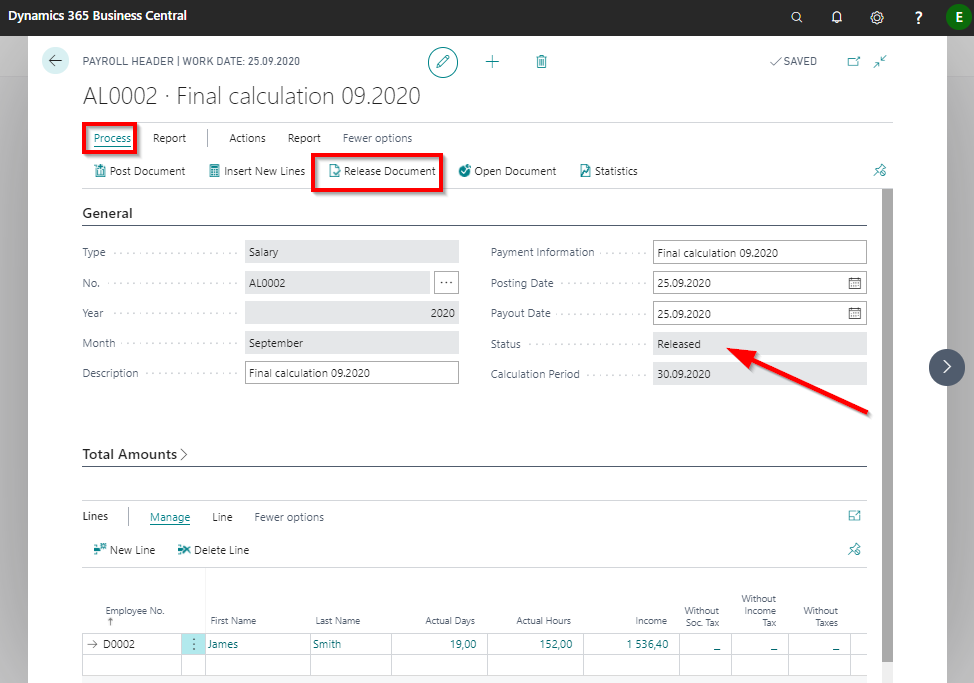 Dynamics 365 Business Central
?
E
PAYROLL HEADER | WORK DATE: 25.09.2020
SAVED
AL0002 · Final calculation 09.2020
Process Report Actions Report Fewer options
Post Document Insert New Lines Release Document Open Document Statistics
General
Type Salary
No. AL0002 ...
Year 2020
Month September
Description Final calculation 09.2020
Payment Information Final calculation 09.2020
Posting Date 25.09.2020
Payout Date 25.09.2020
Status Released
Calculation Period 30.09.2020
Total Amounts
Lines Manage Line Fewer options
New Line Delete Line
Employee No. ↑ First Name Last Name Actual Days Actual Hours Income Without Soc. Tax Without Income Tax Without Taxes
→ D0002 James Smith 19,00 152,00 1 536,40 _ _ _